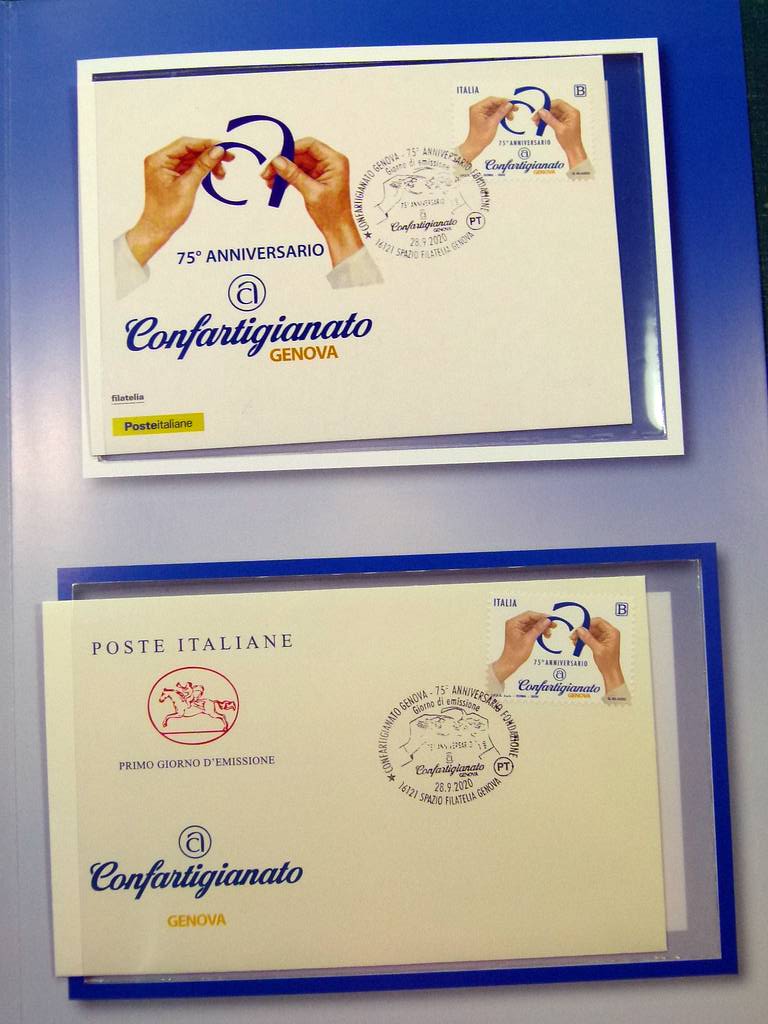 ITALIA B
75° ANNIVERSARIO
a
Confartigianato
GENOVA
CONFARTIGIANATO GENOVA - 75° ANNIVERSARIO FONDAZIONE
Giorno di emissione
75° ANNIVERSARIO
a
Confartigianato
GENOVA
PT
28.9.2020
16121 SPAZIO FILATELIA GENOVA
75° ANNIVERSARIO
a
Confartigianato
GENOVA
filatelia
Posteitaliane
ITALIA B
75° ANNIVERSARIO
a
Confartigianato
GENOVA
POSTE ITALIANE
PRIMO GIORNO D'EMISSIONE
CONFARTIGIANATO GENOVA - 75° ANNIVERSARIO FONDAZIONE
Giorno di emissione
Confartigianato
GENOVA
PT
28.9.2020
16121 SPAZIO FILATELIA GENOVA
a
Confartigianato
GENOVA